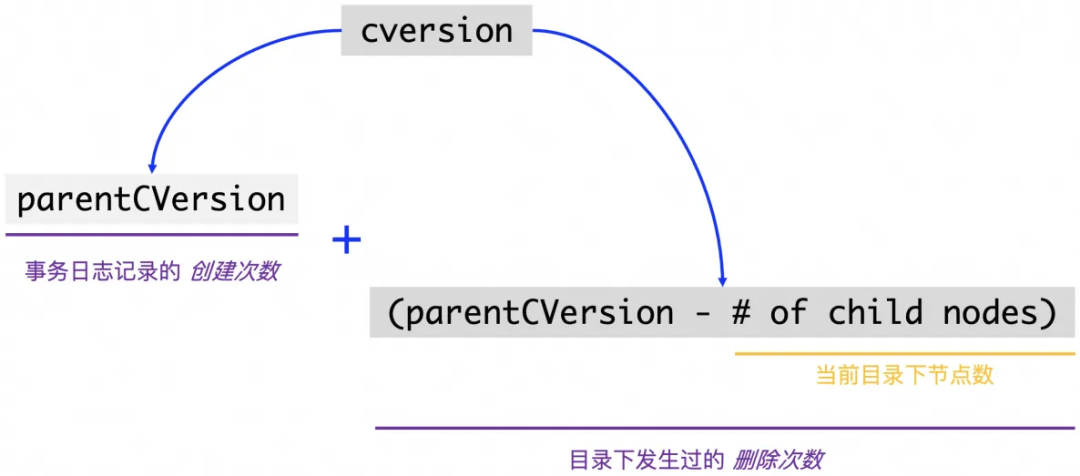 cversion
parentCVersion
事务日志记录的 创建次数
+
(parentCVersion - # of child nodes)
当前目录下节点数
目录下发生过的 删除次数